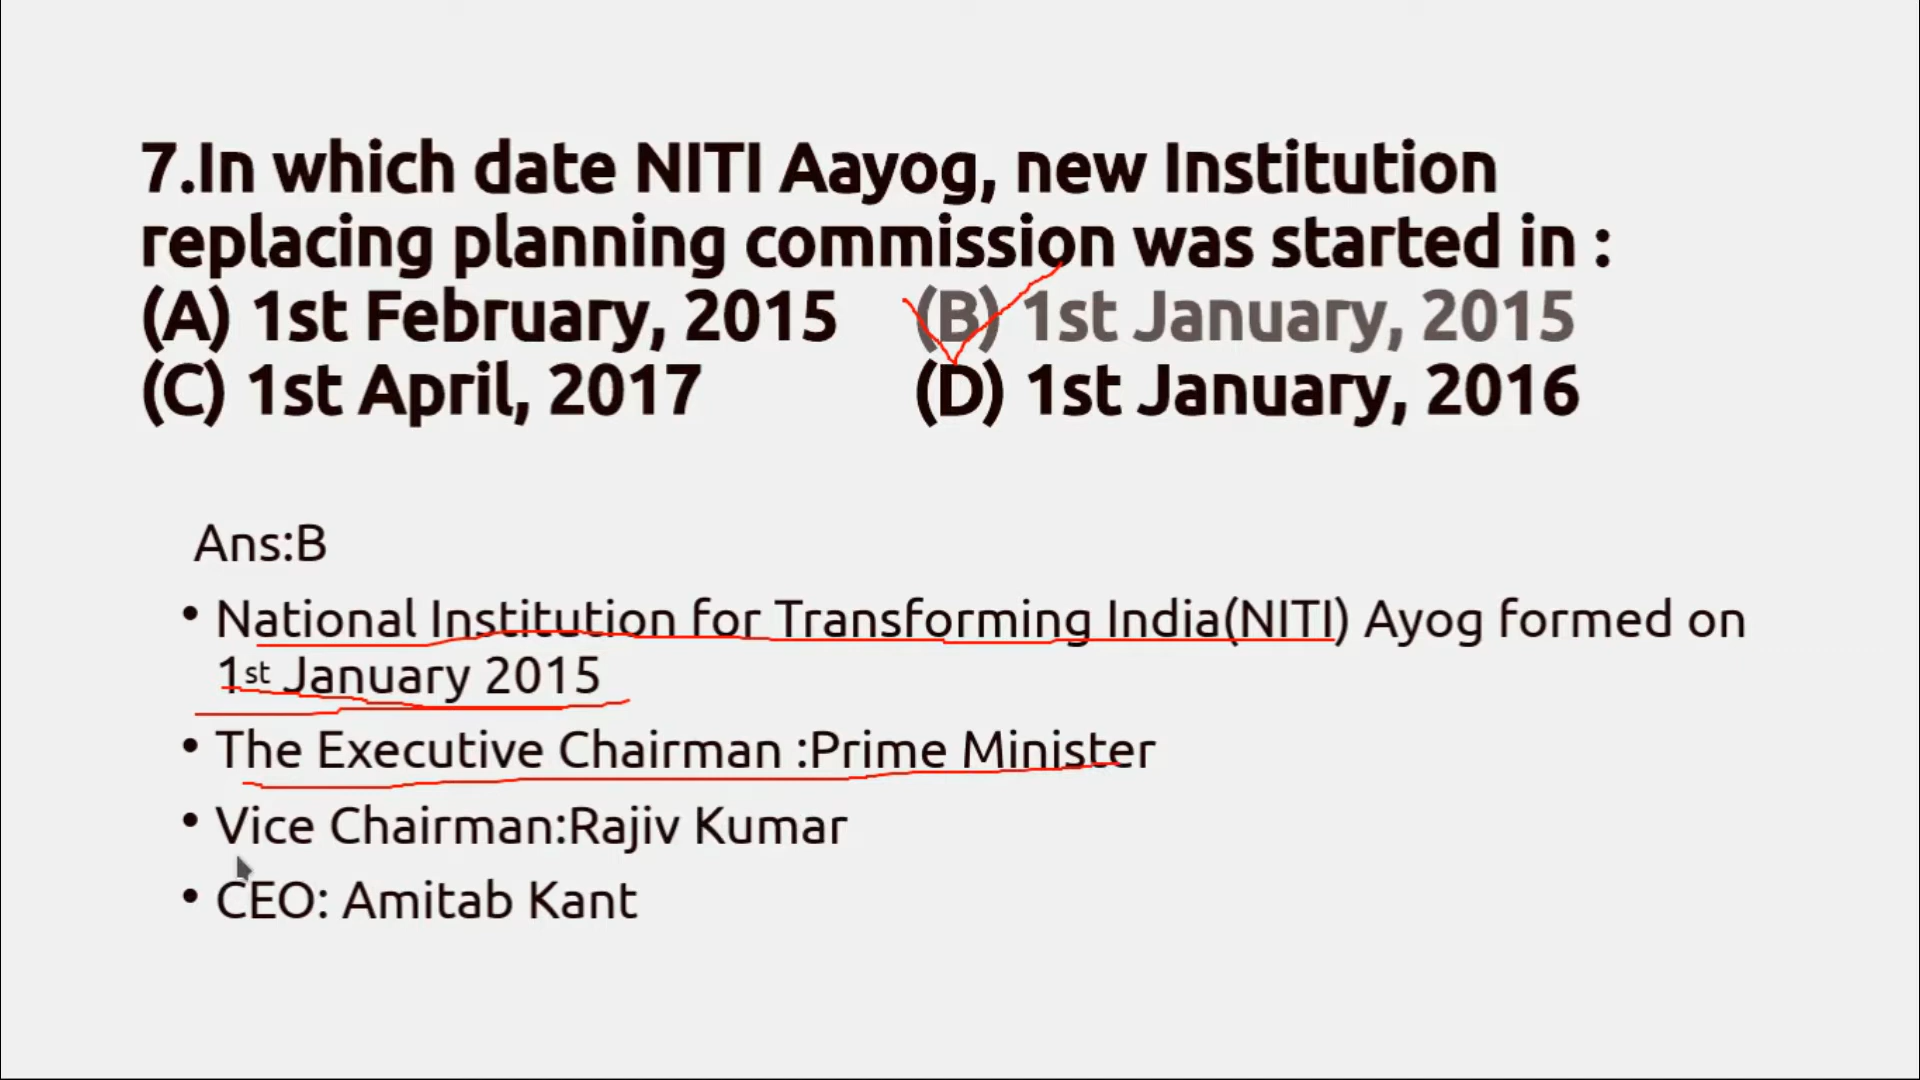 7.In which date NITI Aayog, new Institution
replacing planning commission was started in :
(A) 1st February, 2015 (B) 1st January, 2015
(C) 1st April, 2017 (D) 1st January, 2016
Ans:B
• National Institution for Transforming India(NITI) Ayog formed on
1st January 2015
• The Executive Chairman :Prime Minister
• Vice Chairman:Rajiv Kumar
• CEO: Amitab Kant